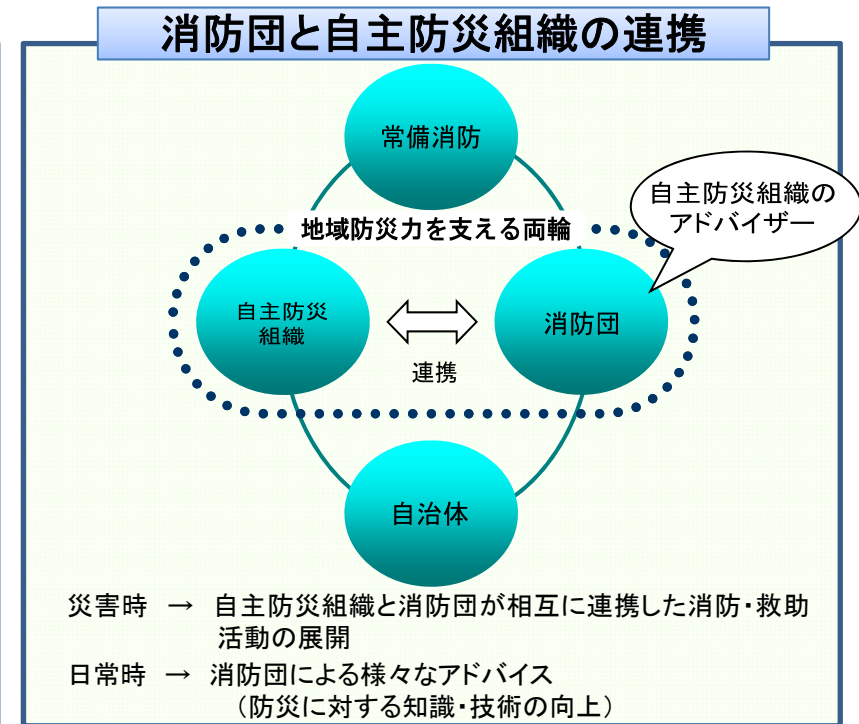 消防団と自主防災組織の連携
常備消防
自主防災組織の
アドバイザー
地域防災力を支える両輪
自主防災
組織
消防団
連携
自治体
災害時 → 自主防災組織と消防団が相互に連携した消防・救助
活動の展開
日常時 → 消防団による様々なアドバイス
（防災に対する知識・技術の向上）